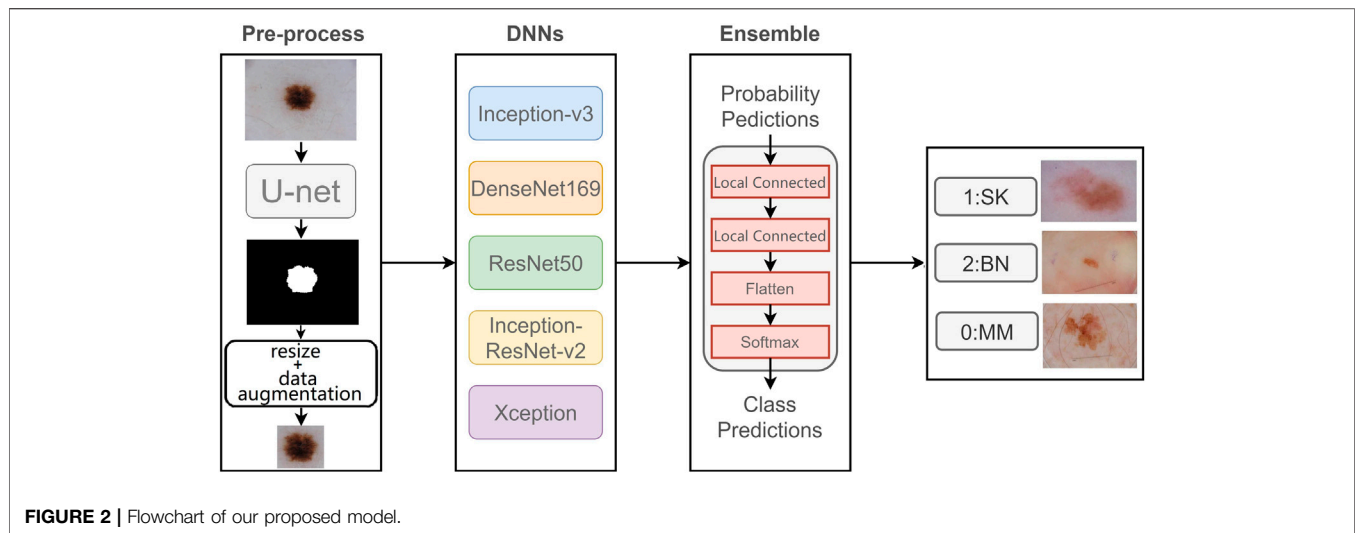 Pre-process
U-net
resize
+
data
augmentation
DNNs
Inception-v3
DenseNet169
ResNet50
Inception-
ResNet-v2
Xception
Ensemble
Probability
Pedictions
Local Connected
Local Connected
Flatten
Softmax
Class
Predictions
1:SK
2:BN
0:MM
FIGURE 2 | Flowchart of our proposed model.